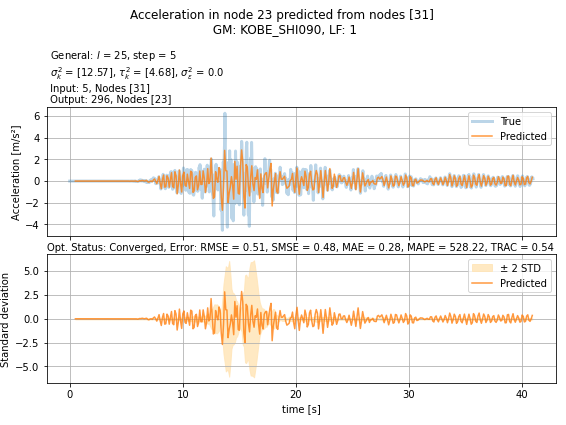 Acceleration in node 23 predicted from nodes [31]
GM: KOBE_SHI090, LF: 1
General: l = 25, step = 5
σ²ₖ = [12.57], τ²ₖ = [4.68], σ²_ε = 0.0
Input: 5, Nodes [31]
Output: 296, Nodes [23]
Acceleration [m/s²]
6
4
2
0
−2
−4
True
Predicted
Opt. Status: Converged, Error: RMSE = 0.51, SMSE = 0.48, MAE = 0.28, MAPE = 528.22, TRAC = 0.54
Standard deviation
5.0
2.5
0.0
−2.5
−5.0
± 2 STD
Predicted
0 10 20 30 40
time [s]